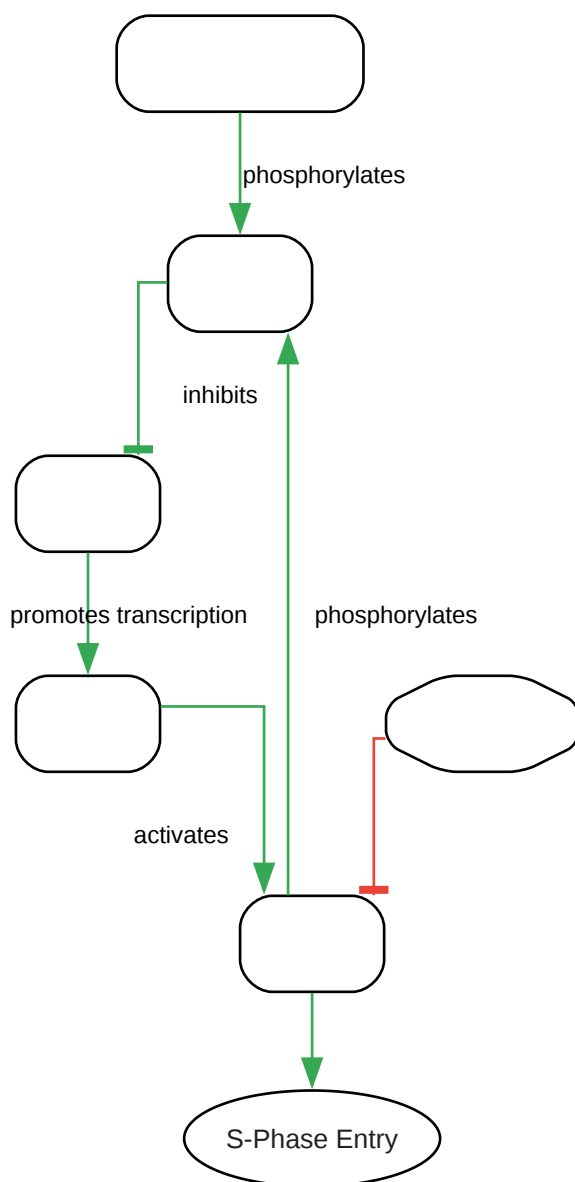 phosphorylates
inhibits
promotes transcription
phosphorylates
activates
S-Phase Entry